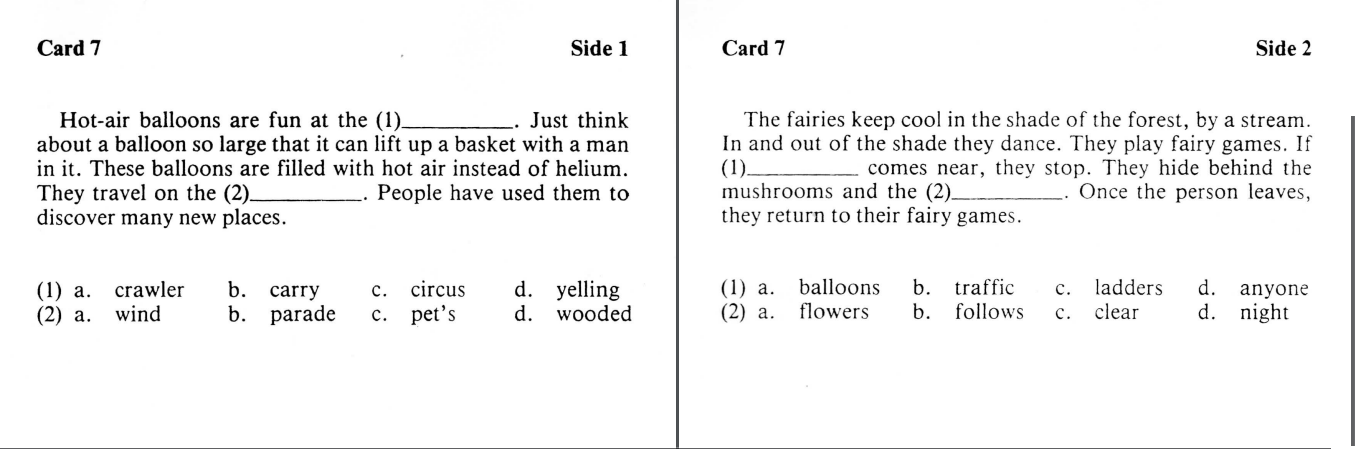 Card 7 Side 1
Hot-air balloons are fun at the (1)__________. Just think
about a balloon so large that it can lift up a basket with a man
in it. These balloons are filled with hot air instead of helium.
They travel on the (2)__________. People have used them to
discover many new places.
(1) a. crawler b. carry c. circus d. yelling
(2) a. wind b. parade c. pet's d. wooded
Card 7 Side 2
The fairies keep cool in the shade of the forest, by a stream.
In and out of the shade they dance. They play fairy games. If
(1)__________ comes near, they stop. They hide behind the
mushrooms and the (2)__________. Once the person leaves,
they return to their fairy games.
(1) a. balloons b. traffic c. ladders d. anyone
(2) a. flowers b. follows c. clear d. night